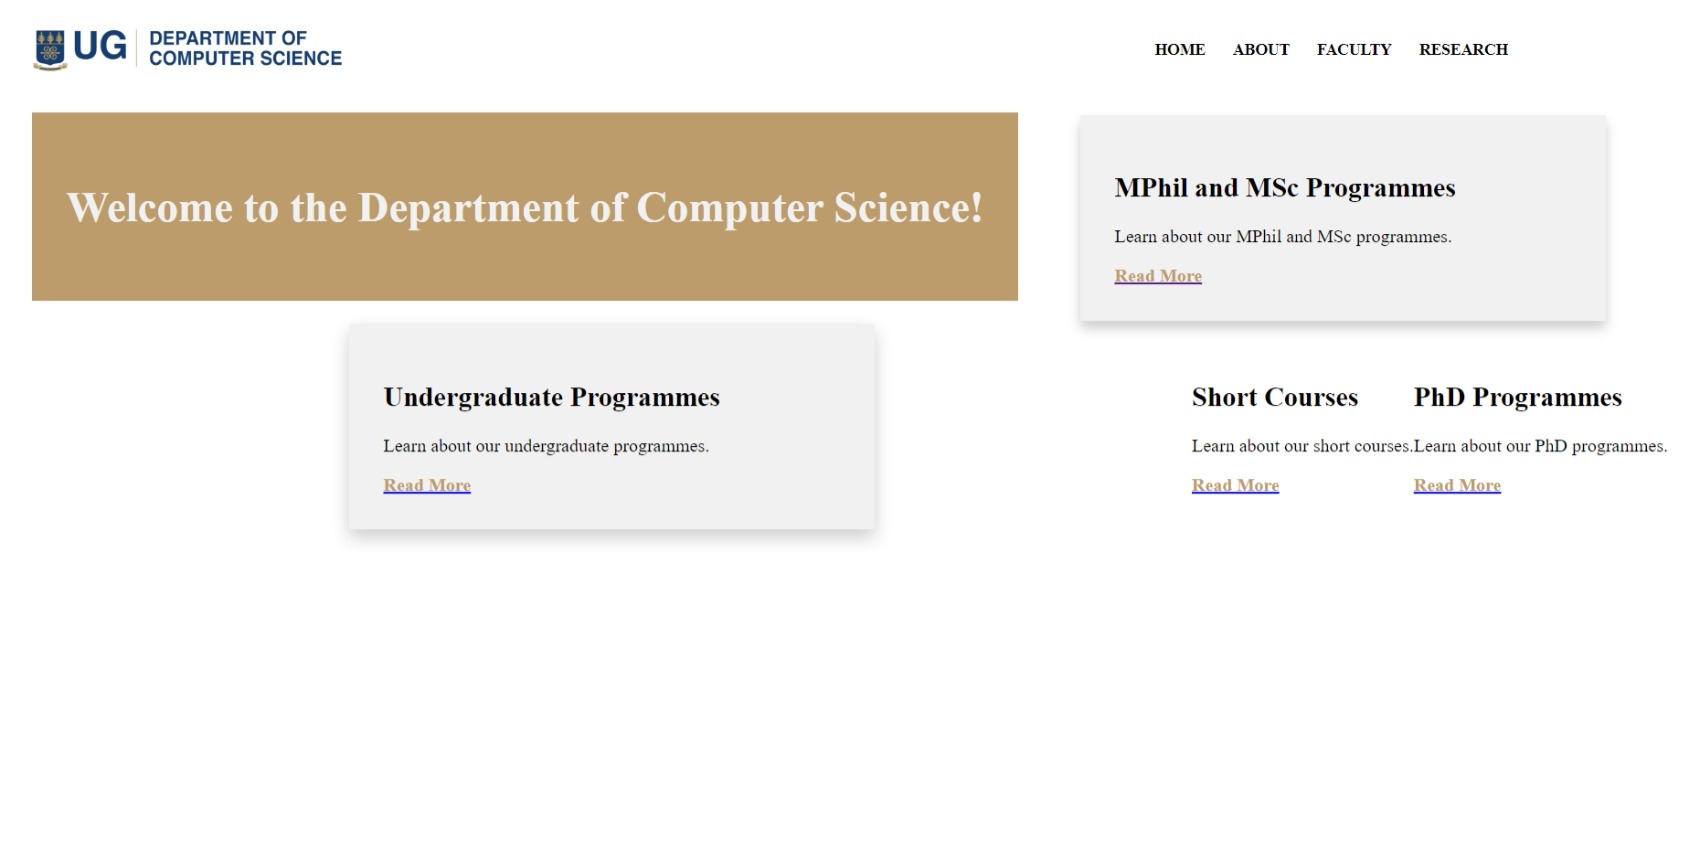 UG
DEPARTMENT OF
COMPUTER SCIENCE
HOME ABOUT FACULTY RESEARCH
Welcome to the Department of Computer Science!
MPhil and MSc Programmes
Learn about our MPhil and MSc programmes.
Read More
Undergraduate Programmes
Learn about our undergraduate programmes.
Read More
Short Courses
Learn about our short courses.
Read More
PhD Programmes
Learn about our PhD programmes.
Read More